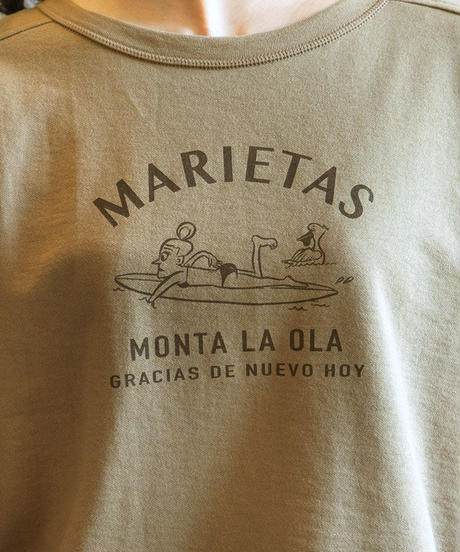 MARIETAS
MONTA LA OLA
GRACIAS DE NUEVO HOY